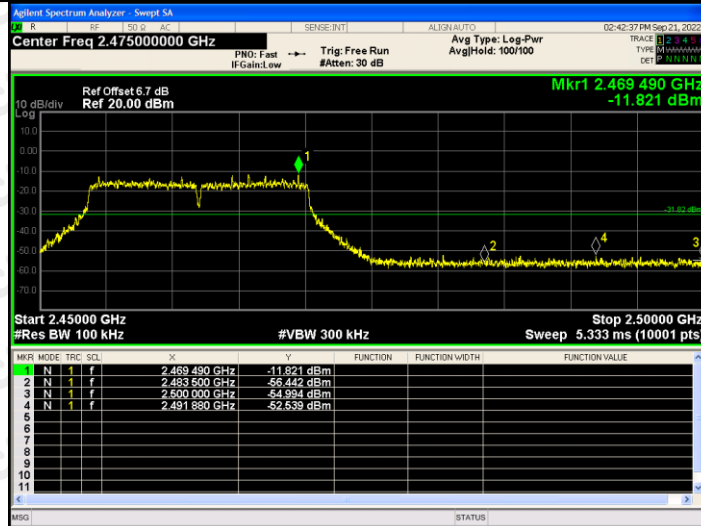 Agilent Spectrum Analyzer - Swept SA
R RF 50 Ω AC SENSE:INT ALIGN AUTO 02:42:37 PM Sep 21, 2022
Center Freq 2.475000000 GHz Avg Type: Log-Pwr TRACE 1 2 3 4 5
PNO: Fast Trig: Free Run Avg|Hold: 100/100 TYPE M
IFGain:Low #Atten: 30 dB DET P N N N N
Mkr1 2.469 490 GHz
Ref Offset 6.7 dB
10 dB/div Ref 20.00 dBm -11.821 dBm
Log
10.0
0.00
1
-10.0
-20.0
-30.0
-31.82 dBm
-40.0
2 4 3
-50.0
-60.0
-70.0
Start 2.45000 GHz Stop 2.50000 GHz
#Res BW 100 kHz #VBW 300 kHz Sweep 5.333 ms (10001 pts)
MKR MODE TRC SCL X Y FUNCTION FUNCTION WIDTH FUNCTION VALUE
1 N 1 f 2.469 490 GHz -11.821 dBm
2 N 1 f 2.483 500 GHz -56.442 dBm
3 N 1 f 2.500 000 GHz -54.994 dBm
4 N 1 f 2.491 880 GHz -52.539 dBm
5
6
7
8
9
10
11
MSG STATUS